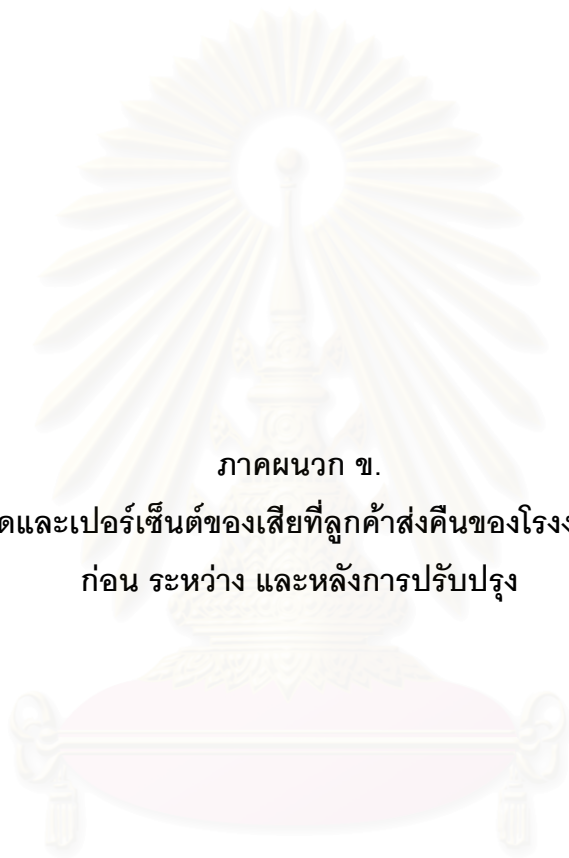 ภาคผนวก ข.
ดและเปอร์เซ็นต์ของเสียที่ลูกค้าส่งคืนของโรงง
ก่อน ระหว่าง และหลังการปรับปรุง